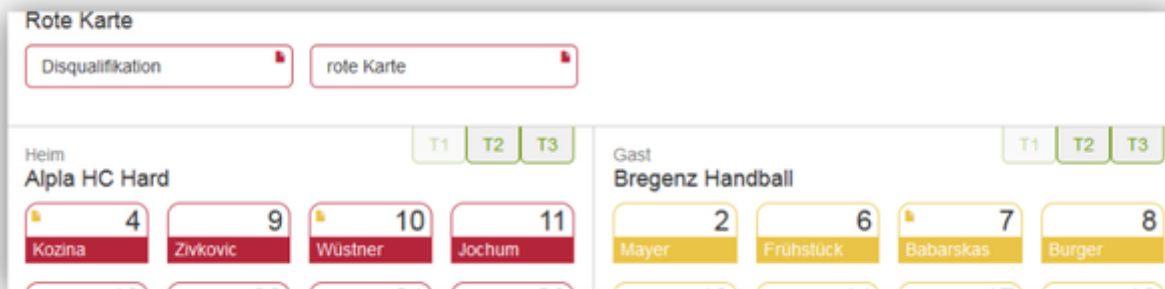 Rote Karte
Disqualifikation rote Karte
T1 T2 T3 T1 T2 T3
Heim Gast
Alpla HC Hard Bregenz Handball
4 9 10 11 2 6 7 8
Kozina Zivkovic Wüstner Jochum Mayer Frühstück Babarskas Burger